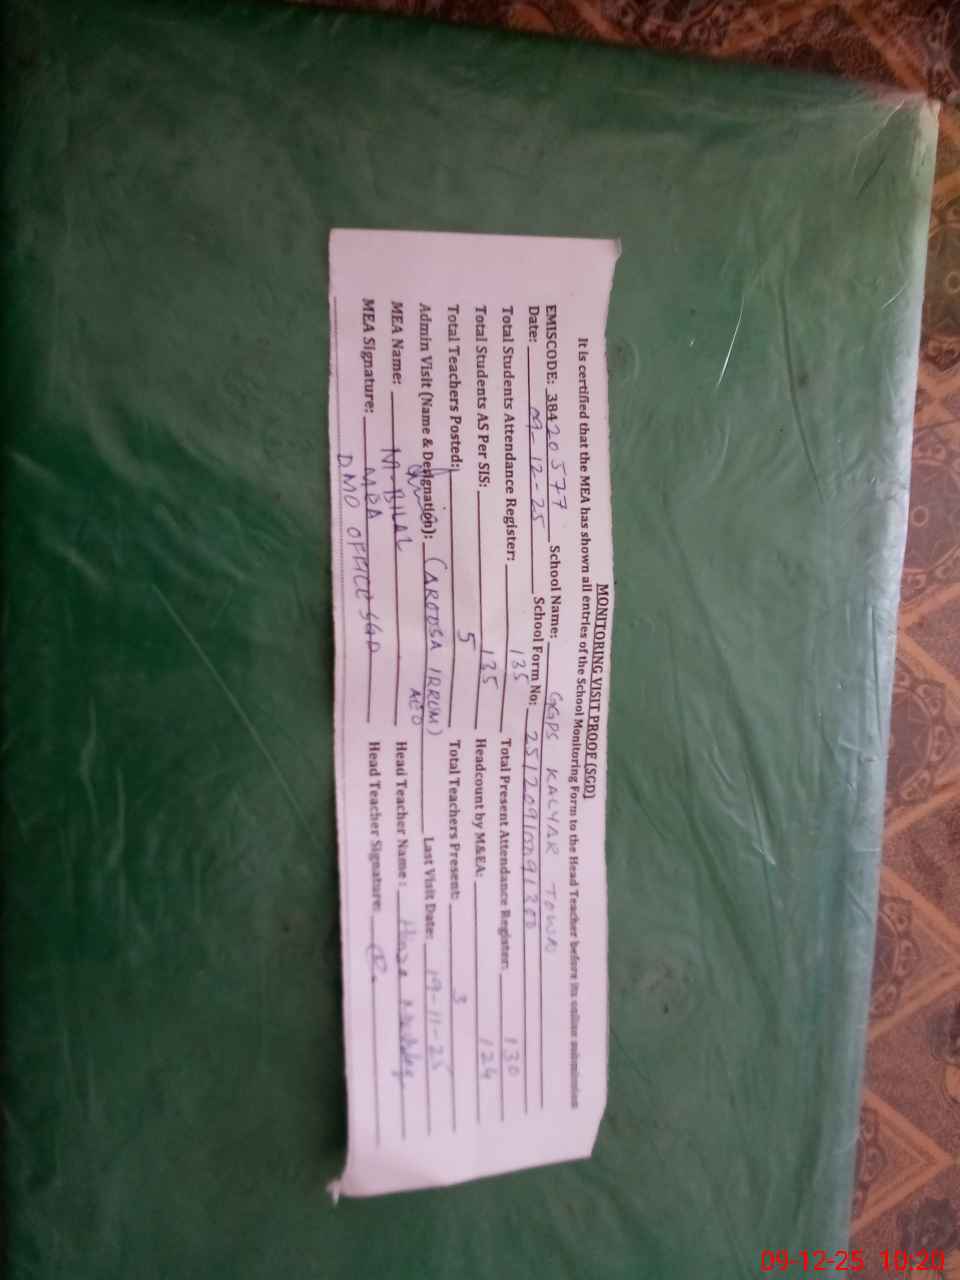 MONITORING VISIT PROOF (SGD)
It is certified that the MEA has shown all entries of the School Monitoring Form to the Head Teacher before its online submission
EMISCODE: 38420577 School Name: GGPS KALYAR TOWN
Date: 09-12-25 School Form No:
Total Students Attendance Register: 135 Total Present Attendance Register: 130
Total Students AS Per SIS: 135 Headcount by M&EA: 124
Total Teachers Posted: 5 Total Teachers Present: 3
Admin Visit (Name & Designation): (AROOSA IRRUM) AEO Last Visit Date: 19-11-25
MEA Name: M-BILAL Head Teacher Name:
MEA Signature: MEA Head Teacher Signature:
DMO OFFICE SGD
09-12-25 10:20